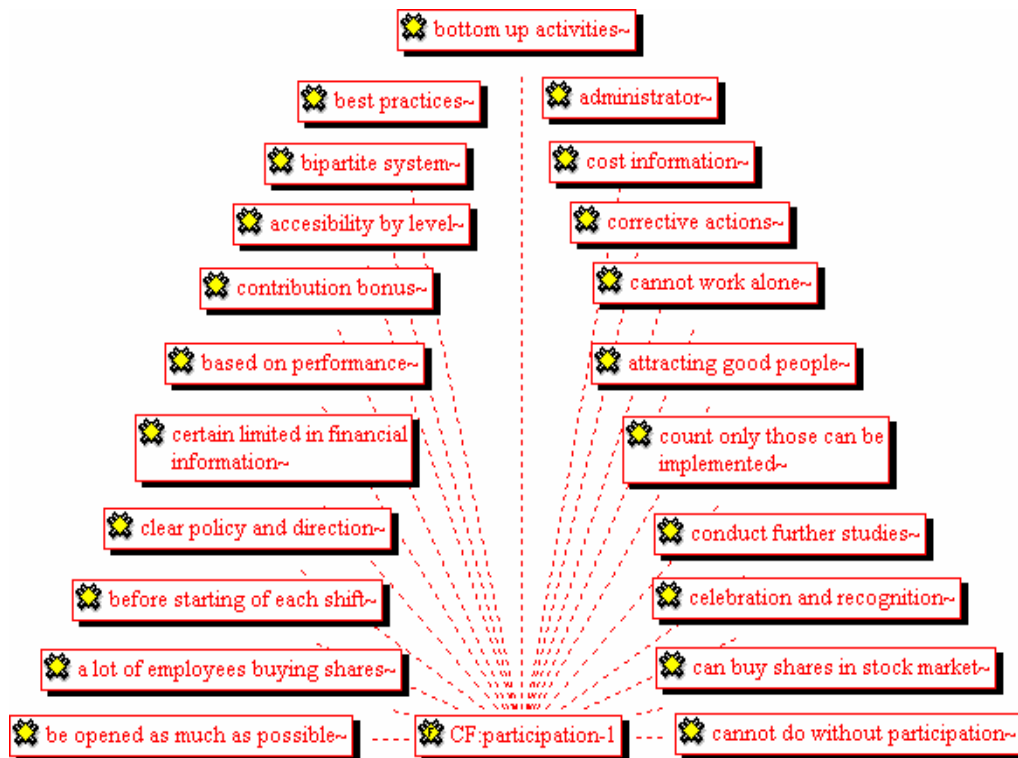 bottom up activities~
best practices~
administrator~
bipartite system~
cost information~
accesibility by level~
corrective actions~
contribution bonus~
cannot work alone~
based on performance~
attracting good people~
certain limited in financial
information~
count only those can be
implemented~
clear policy and direction~
conduct further studies~
before starting of each shift~
celebration and recognition~
a lot of employees buying shares~
can buy shares in stock market~
be opened as much as possible~
CF:participation-1
cannot do without participation~